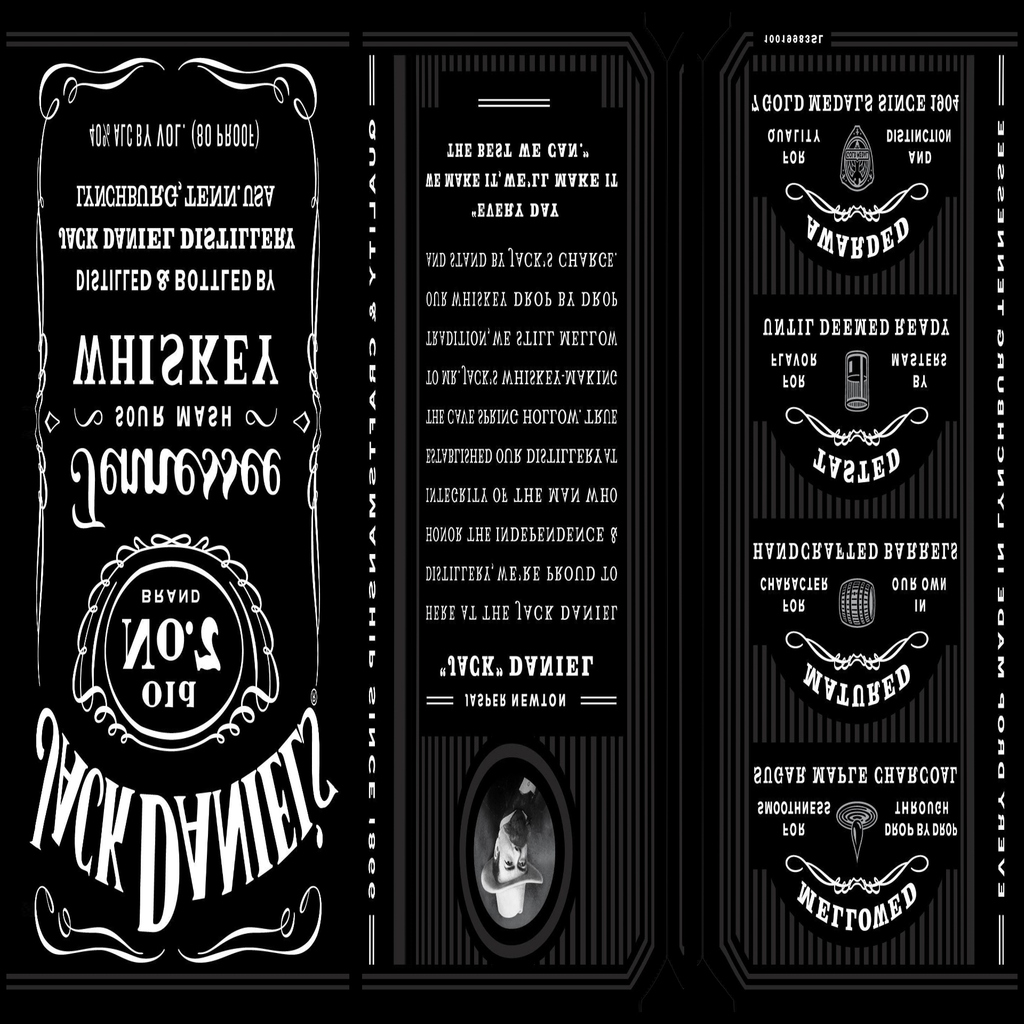 JACK DANIEL'S
®
Old
NO.7
BRAND
Tennessee
SOUR MASH
WHISKEY
DISTILLED & BOTTLED BY
JACK DANIEL DISTILLERY
LYNCHBURG, TENN. USA
40% ALC BY VOL. (80 PROOF)
QUALITY & CRAFTSMANSHIP SINCE 1866
JASPER NEWTON
"JACK" DANIEL
HERE AT THE JACK DANIEL
DISTILLERY, WE'RE PROUD TO
HONOR THE INDEPENDENCE &
INTEGRITY OF THE MAN WHO
ESTABLISHED OUR DISTILLERY AT
THE CAVE SPRING HOLLOW. TRUE
TO MR. JACK'S WHISKEY-MAKING
TRADITION, WE STILL MELLOW
OUR WHISKEY DROP BY DROP
AND STAND BY JACK'S CHARGE.
"EVERY DAY
WE MAKE IT, WE'LL MAKE IT
THE BEST WE CAN."
MELLOWED
FOR SMOOTHNESS
DROP BY DROP THROUGH
SUGAR MAPLE CHARCOAL
MATURED
FOR CHARACTER
IN OUR OWN
HANDCRAFTED BARRELS
TASTED
FOR FLAVOR
BY MASTERS
UNTIL DEEMED READY
AWARDED
FOR QUALITY
AND DISTINCTION
7 GOLD MEDALS SINCE 1904
10019983SL
EVERY DROP MADE IN LYNCHBURG TENNESSEE